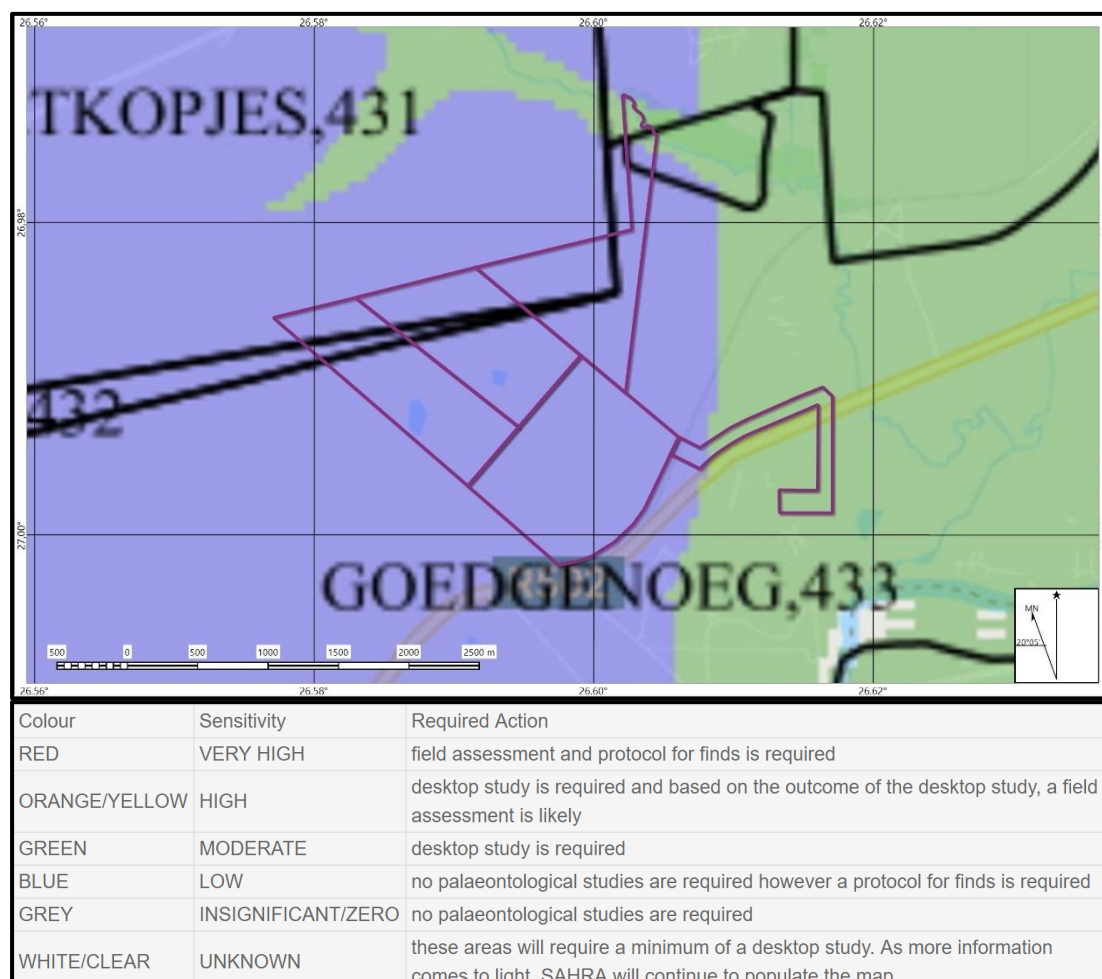 26.56° 26.58° 26.60° 26.62°
TKOPJES,431
26.98°
432
27.00°
R502
GOEDGENOEG,433
MN
20°05'
500 0 500 1000 1500 2000 2500 m
26.56° 26.58° 26.60° 26.62°
Colour Sensitivity Required Action
RED VERY HIGH field assessment and protocol for finds is required
ORANGE/YELLOW HIGH desktop study is required and based on the outcome of the desktop study, a field
assessment is likely
GREEN MODERATE desktop study is required
BLUE LOW no palaeontological studies are required however a protocol for finds is required
GREY INSIGNIFICANT/ZERO no palaeontological studies are required
WHITE/CLEAR UNKNOWN these areas will require a minimum of a desktop study. As more information
comes to light, SAHRA will continue to populate the map.